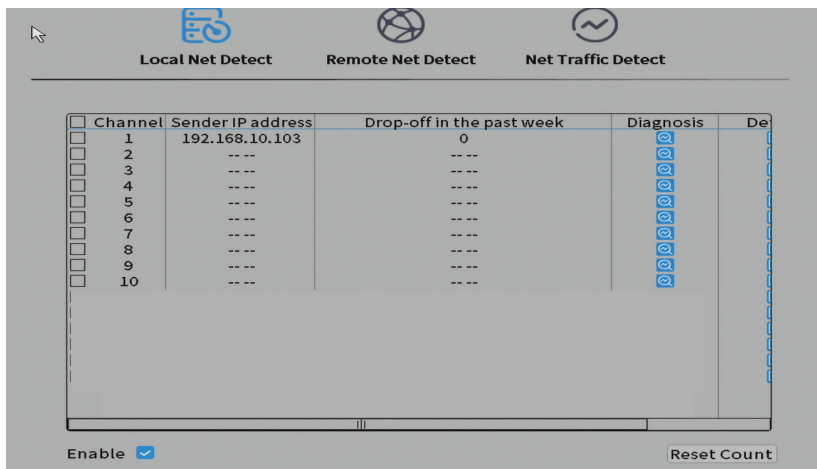 Local Net Detect Remote Net Detect Net Traffic Detect
Channel Sender IP address Drop-off in the past week Diagnosis De
1 192.168.10.103 0
2 -- -- -- --
3 -- -- -- --
4 -- -- -- --
5 -- -- -- --
6 -- -- -- --
7 -- -- -- --
8 -- -- -- --
9 -- -- -- --
10 -- -- -- --
Enable Reset Count